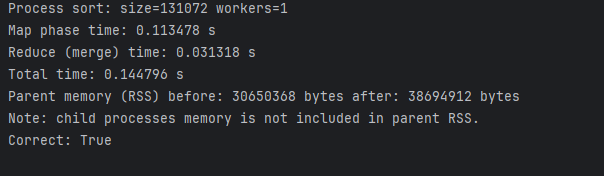 Process sort: size=131072 workers=1
Map phase time: 0.113478 s
Reduce (merge) time: 0.031318 s
Total time: 0.144796 s
Parent memory (RSS) before: 30650368 bytes after: 38694912 bytes
Note: child processes memory is not included in parent RSS.
Correct: True